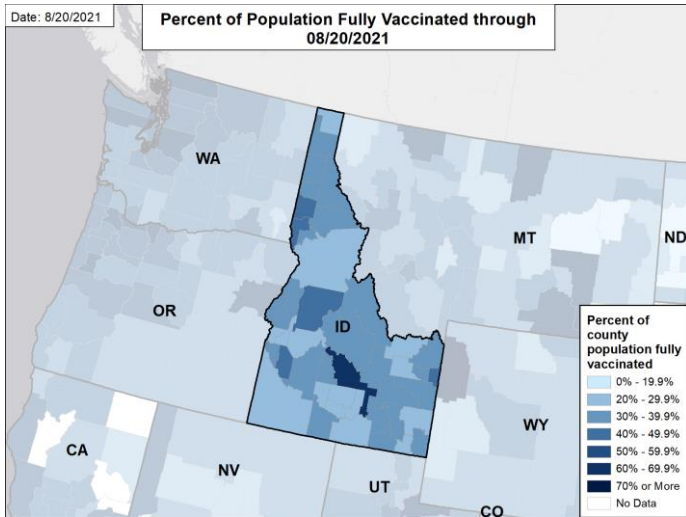 Date: 8/20/2021
Percent of Population Fully Vaccinated through
08/20/2021
WA
MT
ND
OR
ID
WY
CA
NV
UT
CO
Percent of
county
population fully
vaccinated
0% - 19.9%
20% - 29.9%
30% - 39.9%
40% - 49.9%
50% - 59.9%
60% - 69.9%
70% or More
No Data